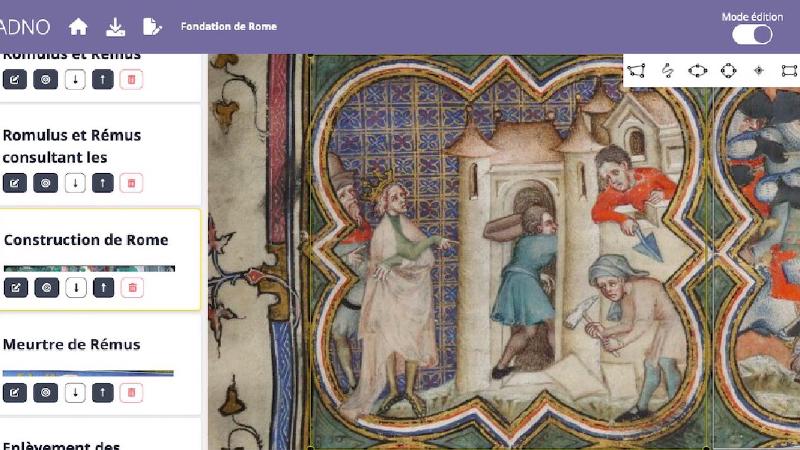 ADNO
Fondation de Rome
Mode édition
Romulus et Rémus
Romulus et Rémus
consultant les
Construction de Rome
Meurtre de Rémus
Enlèvement des